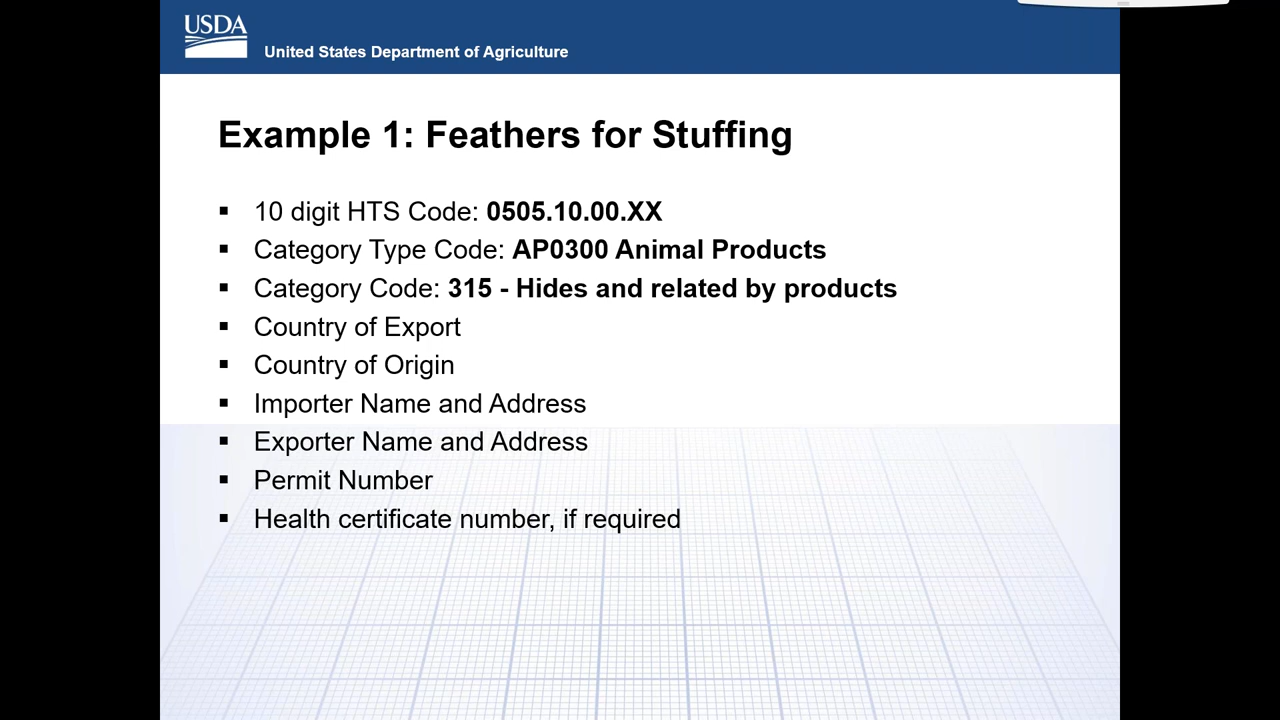 USDA
United States Department of Agriculture
Example 1: Feathers for Stuffing
▪ 10 digit HTS Code: 0505.10.00.XX
▪ Category Type Code: AP0300 Animal Products
▪ Category Code: 315 - Hides and related by products
▪ Country of Export
▪ Country of Origin
▪ Importer Name and Address
▪ Exporter Name and Address
▪ Permit Number
▪ Health certificate number, if required